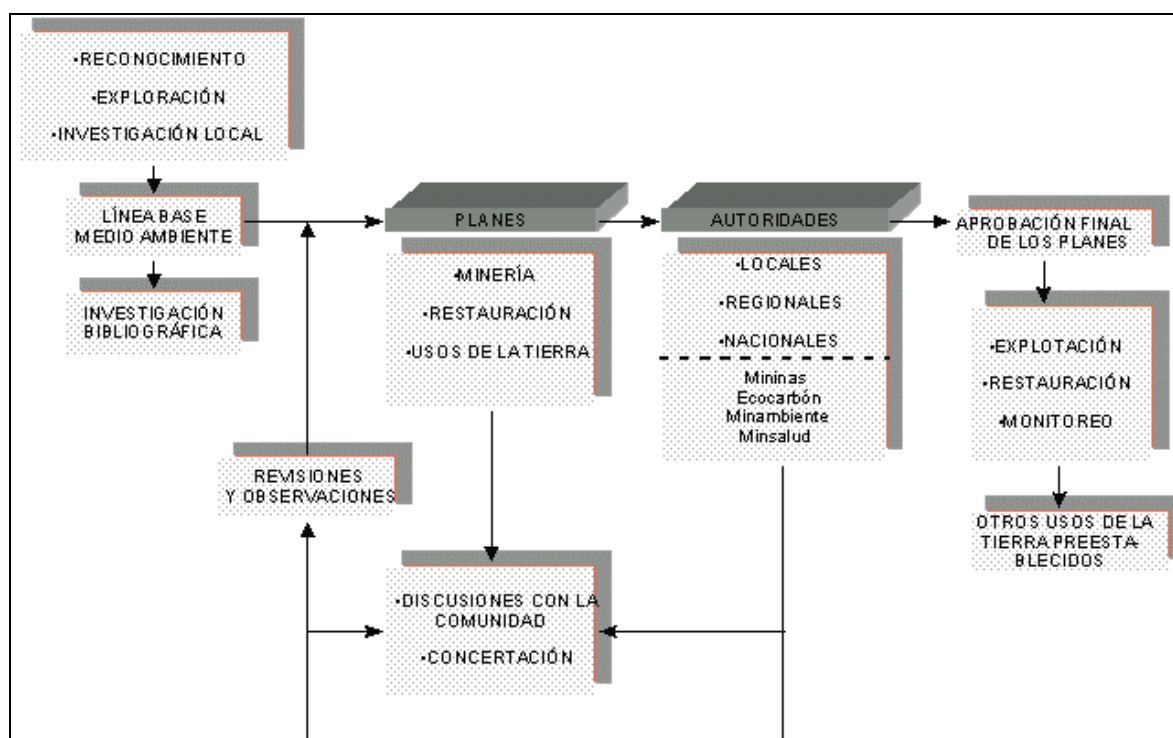 •RECONOCIMIENTO
•EXPLORACIÓN
•INVESTIGACIÓN LOCAL
LÍNEA BASE
MEDIO AMBIENTE
INVESTIGACIÓN
BIBLIOGRÁFICA
PLANES
•MINERÍA
•RESTAURACIÓN
•USOS DE LA TIERRA
AUTORIDADES
•LOCALES
•REGIONALES
•NACIONALES
Mininas
Ecocarbón
Minambiente
Minsalud
APROBACIÓN FINAL
DE LOS PLANES
•EXPLOTACIÓN
•RESTAURACIÓN
•MONITOREO
OTROS USOS DE LA
TIERRA PREESTA-
BLECIDOS
REVISIONES
Y OBSERVACIONES
•DISCUSIONES CON LA
COMUNIDAD
•CONCERTACIÓN